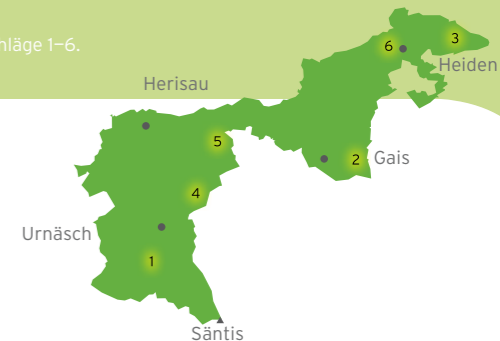 nläge 1–6.
6
3
Heiden
Herisau
5
2
Gais
4
Urnäsch
1
Säntis